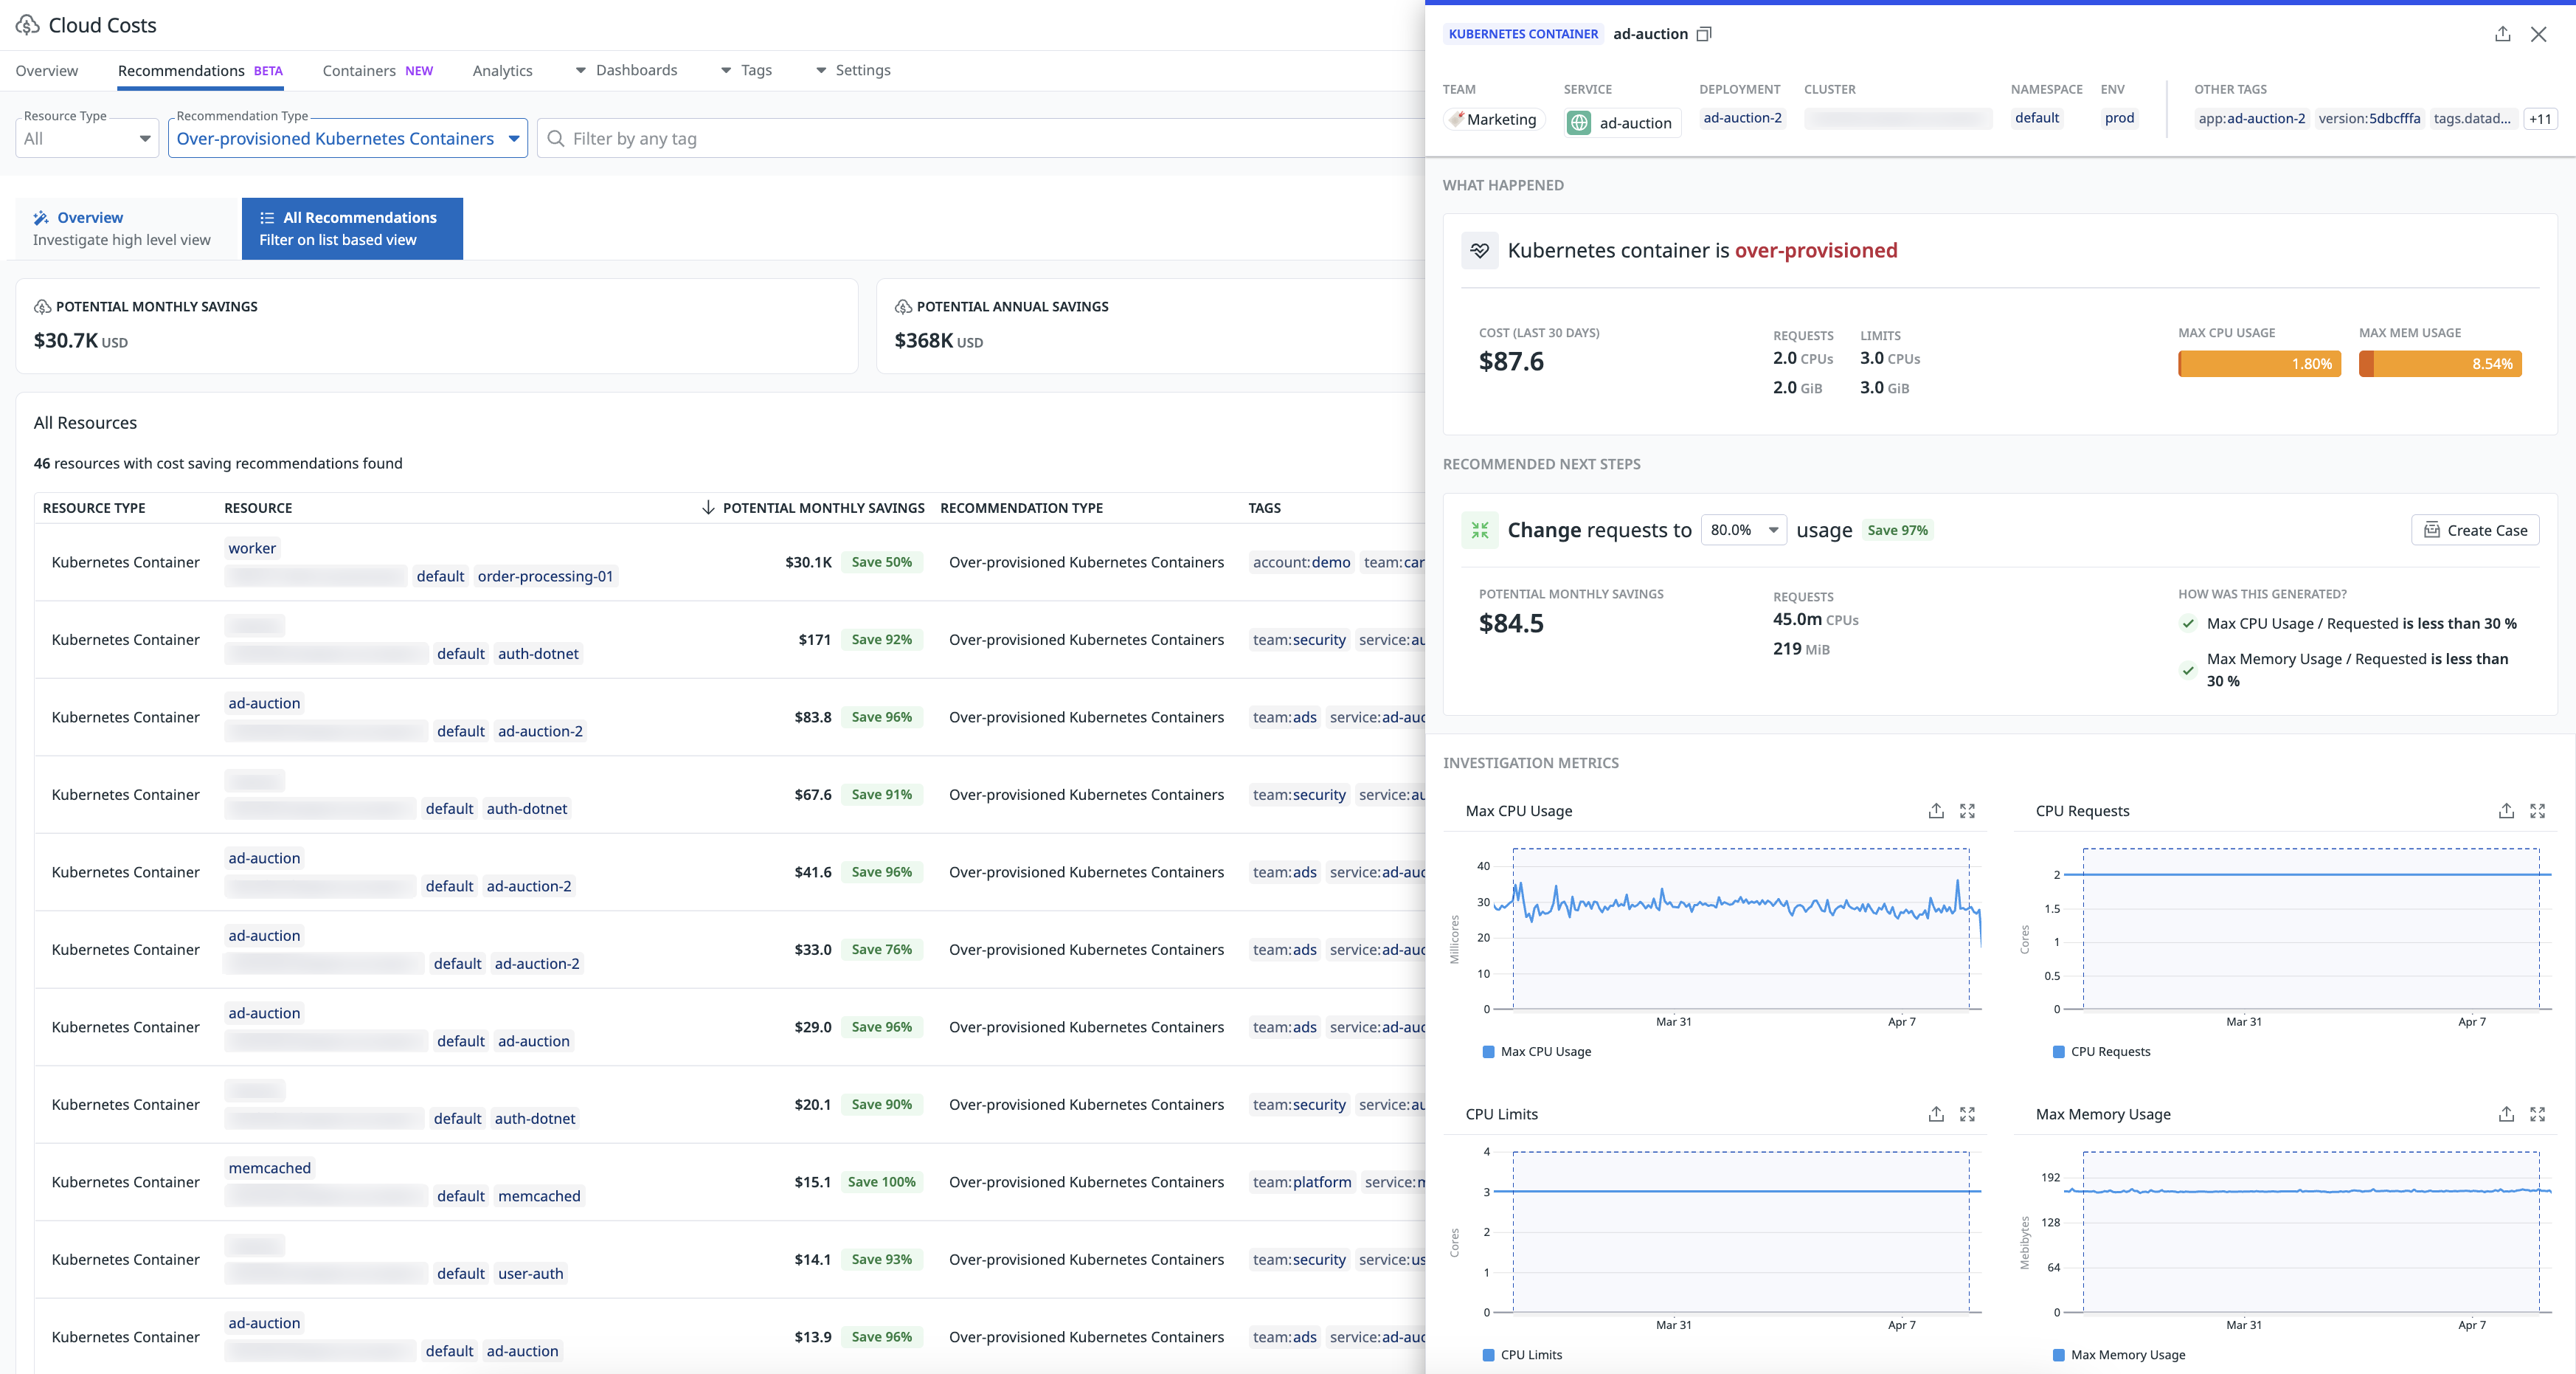 Cloud Costs
Overview
Recommendations BETA
Containers NEW
Analytics
Dashboards
Tags
Settings
Resource Type
All
Recommendation Type
Over-provisioned Kubernetes Containers
Filter by any tag
Overview
Investigate high level view
All Recommendations
Filter on list based view
POTENTIAL MONTHLY SAVINGS
$30.7K USD
POTENTIAL ANNUAL SAVINGS
$368K USD
All Resources
46 resources with cost saving recommendations found
RESOURCE TYPE RESOURCE POTENTIAL MONTHLY SAVINGS RECOMMENDATION TYPE TAGS
worker
Kubernetes Container $30.1K Save 50% Over-provisioned Kubernetes Containers account:demo team:car
default order-processing-01
Kubernetes Container $171 Save 92% Over-provisioned Kubernetes Containers team:security service:au
default auth-dotnet
ad-auction
Kubernetes Container $83.8 Save 96% Over-provisioned Kubernetes Containers team:ads service:ad-auc
default ad-auction-2
Kubernetes Container $67.6 Save 91% Over-provisioned Kubernetes Containers team:security service:au
default auth-dotnet
ad-auction
Kubernetes Container $41.6 Save 96% Over-provisioned Kubernetes Containers team:ads service:ad-auc
default ad-auction-2
ad-auction
Kubernetes Container $33.0 Save 76% Over-provisioned Kubernetes Containers team:ads service:ad-auc
default ad-auction-2
ad-auction
Kubernetes Container $29.0 Save 96% Over-provisioned Kubernetes Containers team:ads service:ad-auc
default ad-auction
Kubernetes Container $20.1 Save 90% Over-provisioned Kubernetes Containers team:security service:au
default auth-dotnet
memcached
Kubernetes Container $15.1 Save 100% Over-provisioned Kubernetes Containers team:platform service:m
default memcached
Kubernetes Container $14.1 Save 93% Over-provisioned Kubernetes Containers team:security service:us
default user-auth
ad-auction
Kubernetes Container $13.9 Save 96% Over-provisioned Kubernetes Containers team:ads service:ad-auc
default ad-auction
KUBERNETES CONTAINER ad-auction
TEAM SERVICE DEPLOYMENT CLUSTER NAMESPACE ENV OTHER TAGS
Marketing ad-auction ad-auction-2 default prod app:ad-auction-2 version:5dbcfffa tags.datad... +11
WHAT HAPPENED
Kubernetes container is over-provisioned
COST (LAST 30 DAYS)
$87.6
REQUESTS LIMITS
2.0 CPUs 3.0 CPUs
2.0 GiB 3.0 GiB
MAX CPU USAGE MAX MEM USAGE
1.80% 8.54%
RECOMMENDED NEXT STEPS
Change requests to 80.0% usage Save 97%
Create Case
POTENTIAL MONTHLY SAVINGS
$84.5
REQUESTS
45.0m CPUs
219 MiB
HOW WAS THIS GENERATED?
Max CPU Usage / Requested is less than 30 %
Max Memory Usage / Requested is less than
30 %
INVESTIGATION METRICS
Max CPU Usage
40
30
20
10
0
Millicores
Mar 31 Apr 7
Max CPU Usage
CPU Requests
2
1.5
1
0.5
0
Cores
Mar 31 Apr 7
CPU Requests
CPU Limits
4
3
2
1
0
Cores
Mar 31 Apr 7
CPU Limits
Max Memory Usage
192
128
64
0
Mebibytes
Mar 31 Apr 7
Max Memory Usage